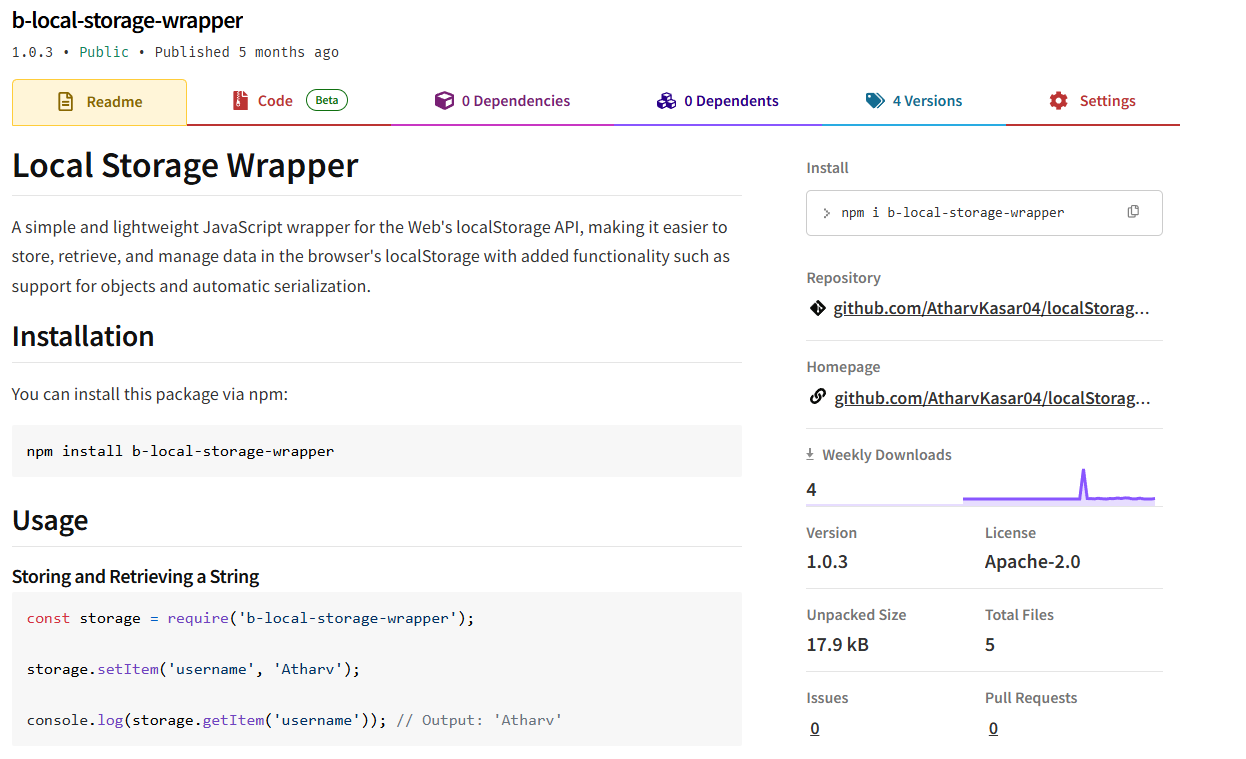 b-local-storage-wrapper
1.0.3 • Public • Published 5 months ago
Readme
Code Beta
0 Dependencies
0 Dependents
4 Versions
Settings
Local Storage Wrapper
A simple and lightweight JavaScript wrapper for the Web's localStorage API, making it easier to
store, retrieve, and manage data in the browser's localStorage with added functionality such as
support for objects and automatic serialization.
Installation
You can install this package via npm:
npm install b-local-storage-wrapper
Usage
Storing and Retrieving a String
const storage = require('b-local-storage-wrapper');
storage.setItem('username', 'Atharv');
console.log(storage.getItem('username')); // Output: 'Atharv'
Install
> npm i b-local-storage-wrapper
Repository
github.com/AtharvKasar04/localStorag...
Homepage
github.com/AtharvKasar04/localStorag...
Weekly Downloads
4
Version
License
1.0.3
Apache-2.0
Unpacked Size
Total Files
17.9 kB
5
Issues
Pull Requests
0
0